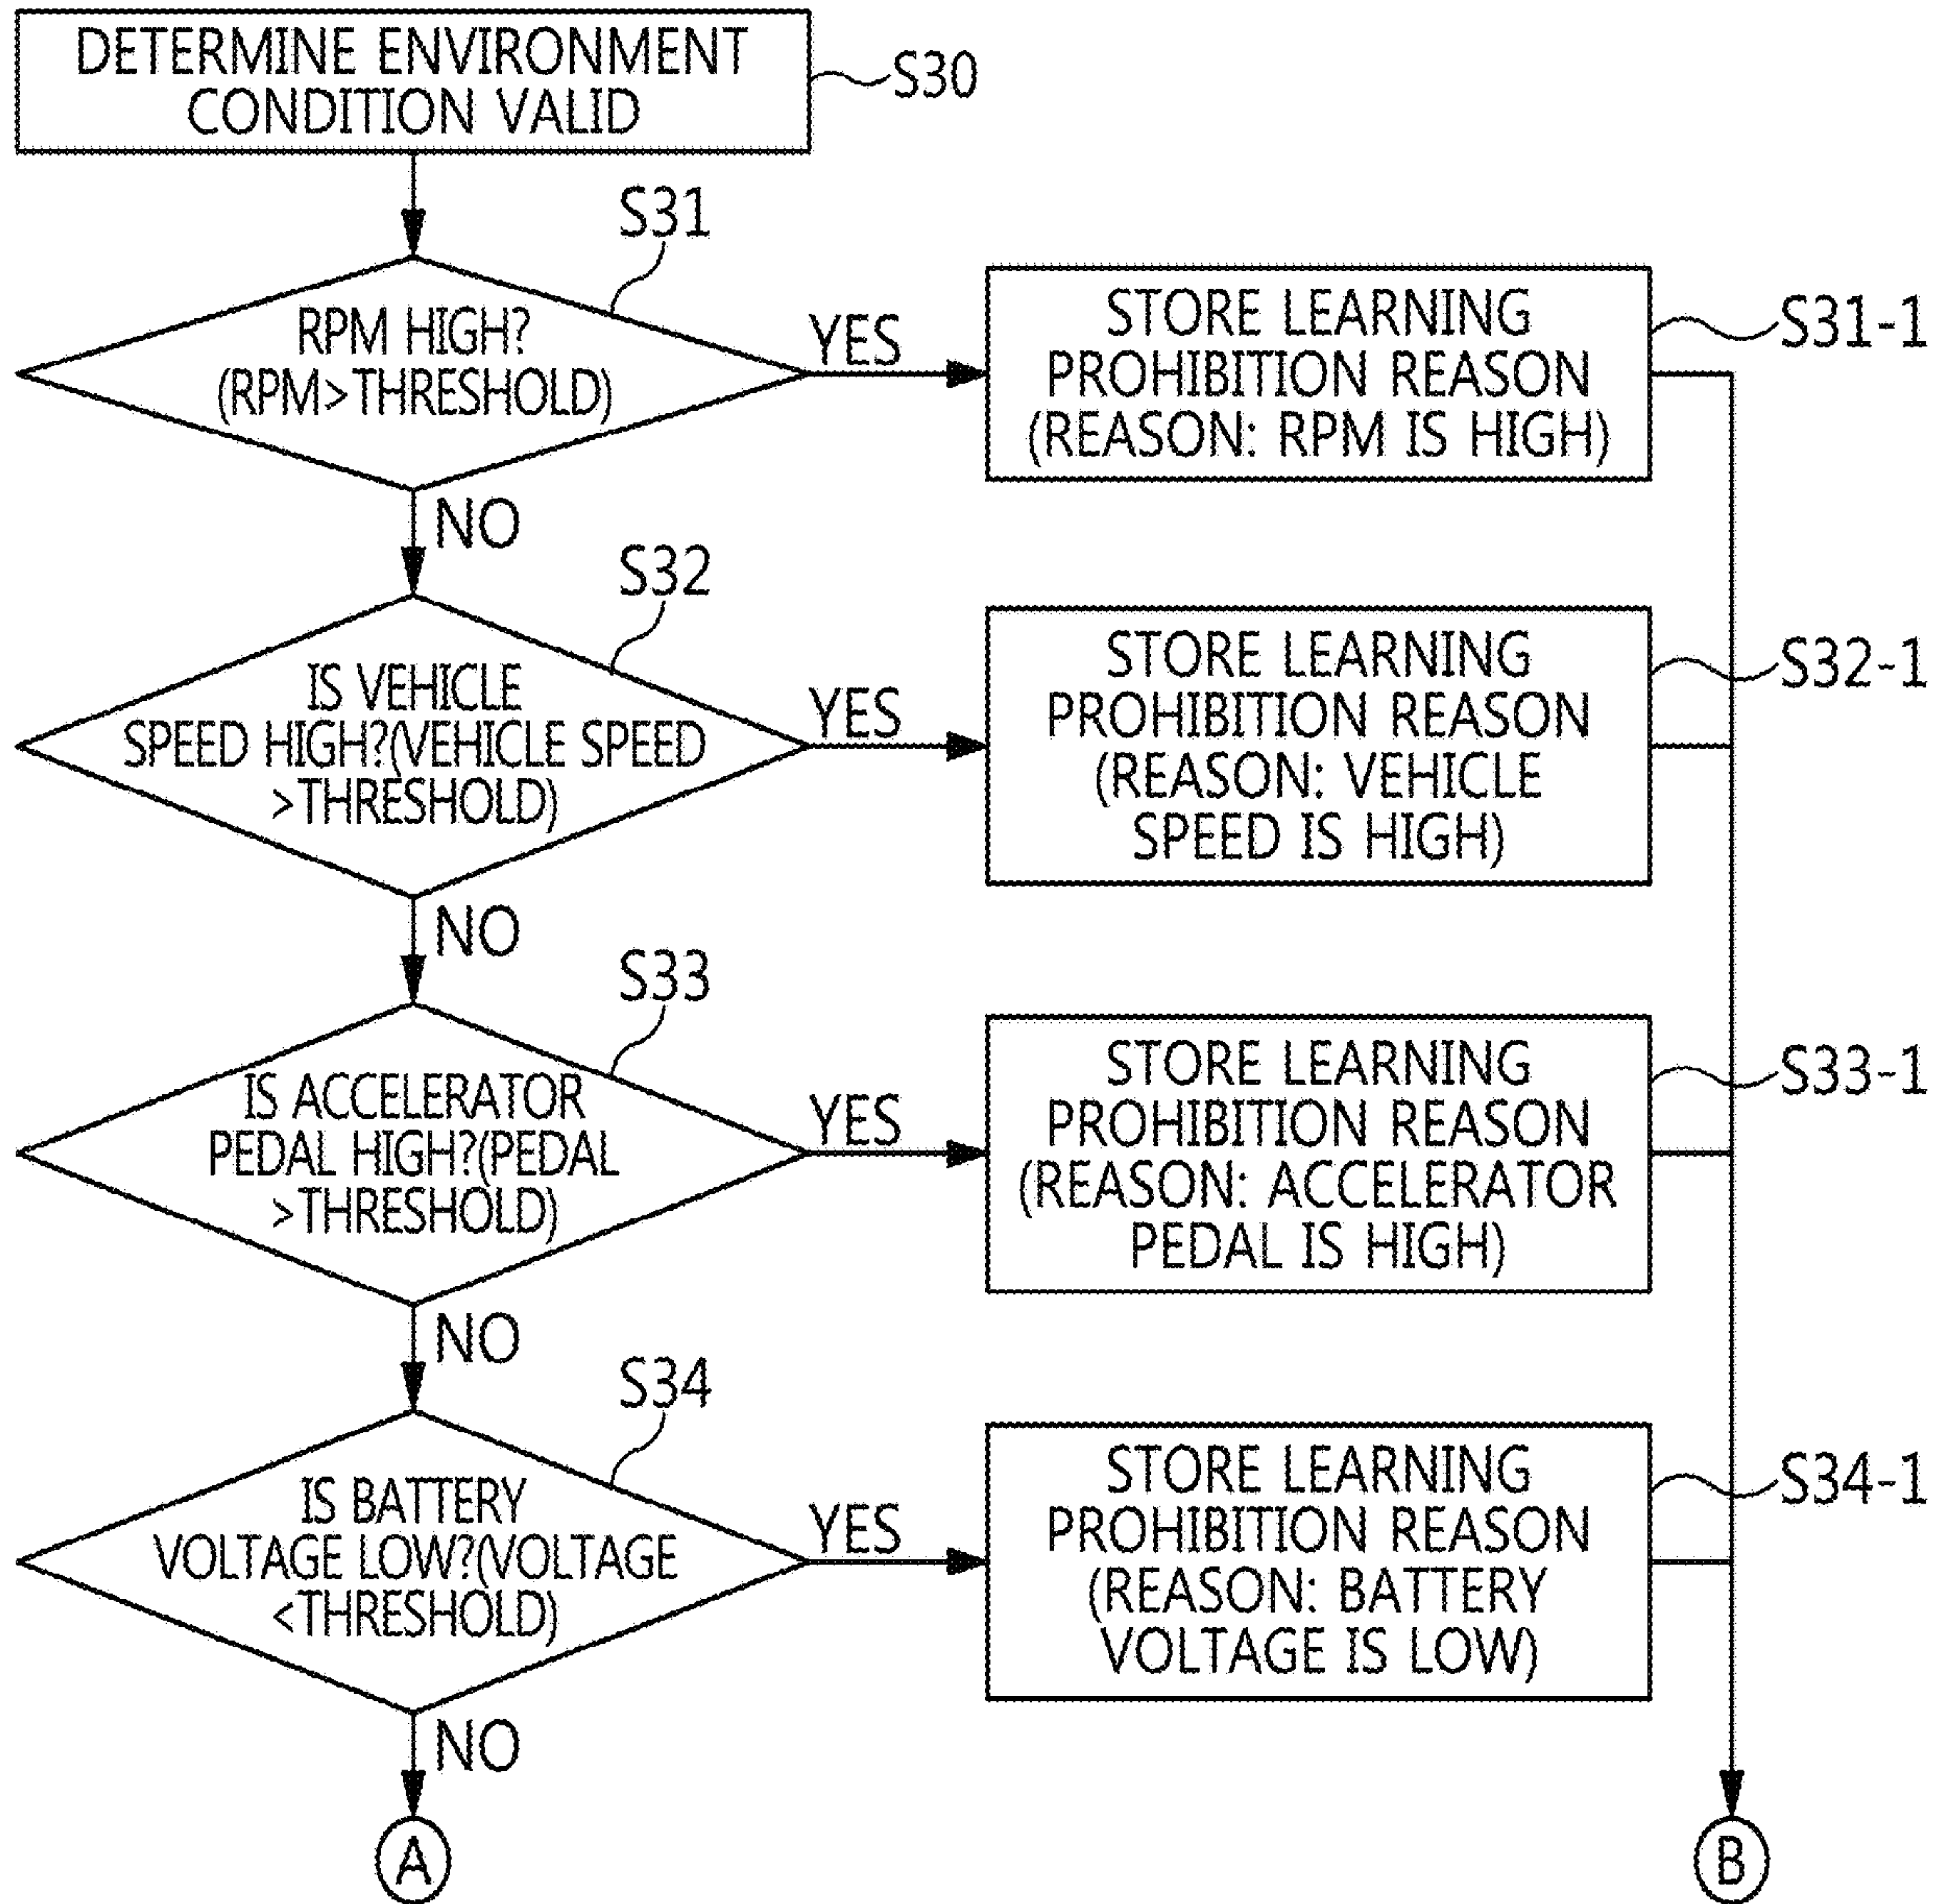 DETERMINE ENVIRONMENT
CONDITION VALID
S30
S31
RPM HIGH?
(RPM>THRESHOLD)
YES
STORE LEARNING
PROHIBITION REASON
(REASON: RPM IS HIGH)
S31-1
NO
S32
IS VEHICLE
SPEED HIGH?(VEHICLE SPEED
>THRESHOLD)
YES
STORE LEARNING
PROHIBITION REASON
(REASON: VEHICLE
SPEED IS HIGH)
S32-1
NO
S33
IS ACCELERATOR
PEDAL HIGH?(PEDAL
>THRESHOLD)
YES
STORE LEARNING
PROHIBITION REASON
(REASON: ACCELERATOR
PEDAL IS HIGH)
S33-1
NO
S34
IS BATTERY
VOLTAGE LOW?(VOLTAGE
<THRESHOLD)
YES
STORE LEARNING
PROHIBITION REASON
(REASON: BATTERY
VOLTAGE IS LOW)
S34-1
NO
A
B